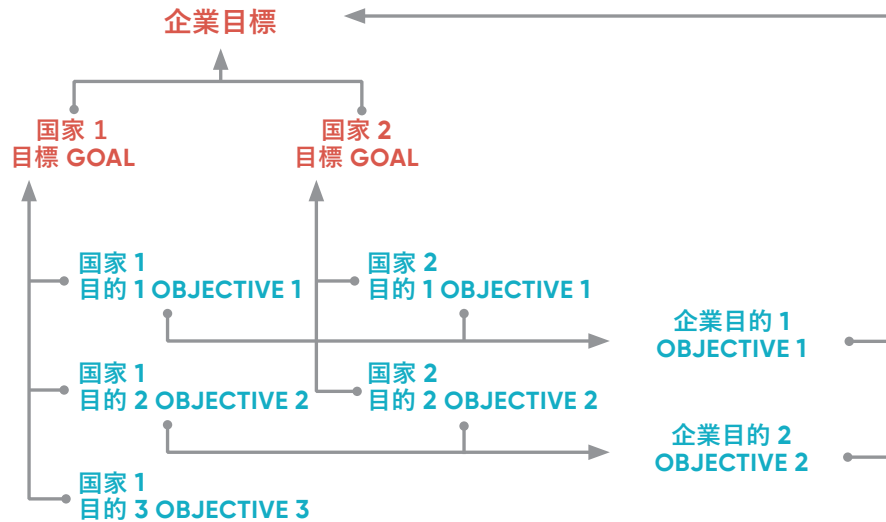 企業目標
国家 1
目標 GOAL
国家 2
目標 GOAL
国家 1
目的 1 OBJECTIVE 1
国家 2
目的 1 OBJECTIVE 1
企業目的 1
OBJECTIVE 1
国家 1
目的 2 OBJECTIVE 2
国家 2
目的 2 OBJECTIVE 2
企業目的 2
OBJECTIVE 2
国家 1
目的 3 OBJECTIVE 3